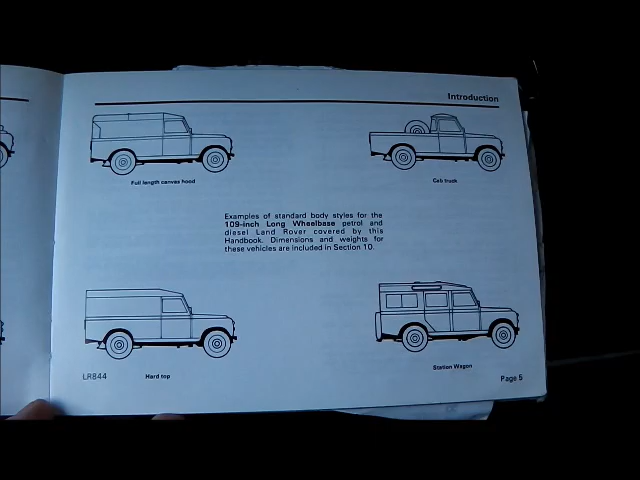 Introduction
Full length canvas hood
Cab truck
Examples of standard body styles for the
109-inch Long Wheelbase petrol and
diesel Land Rover covered by this
Handbook. Dimensions and weights for
these vehicles are included in Section 10.
Hard top
Station Wagon
LR844
Page 5